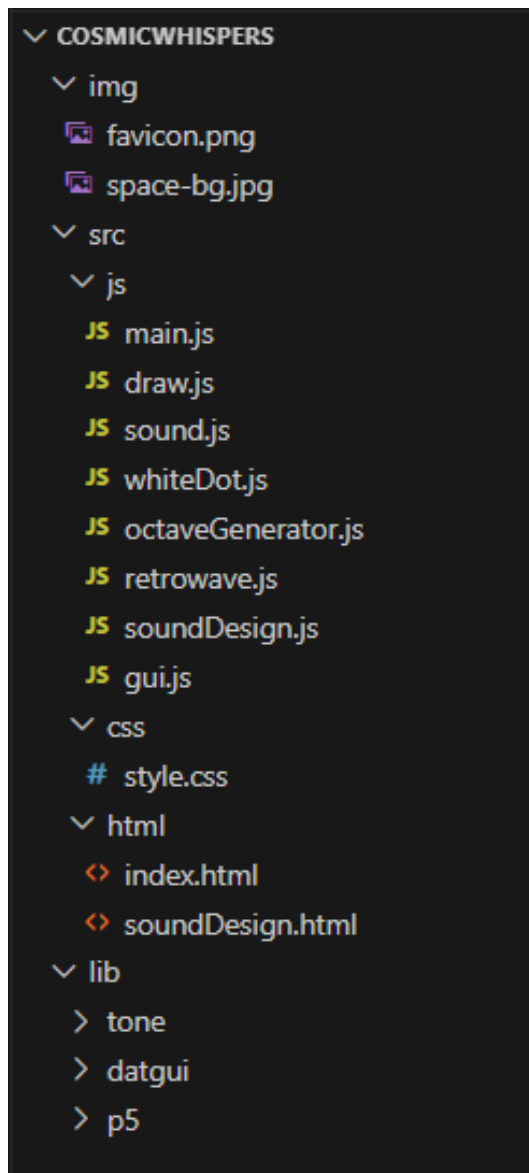 COSMICWHISPERS
img
favicon.png
space-bg.jpg
src
js
JS main.js
JS draw.js
JS sound.js
JS whiteDot.js
JS octaveGenerator.js
JS retrowave.js
JS soundDesign.js
JS gui.js
css
# style.css
html
<> index.html
<> soundDesign.html
lib
tone
datgui
p5